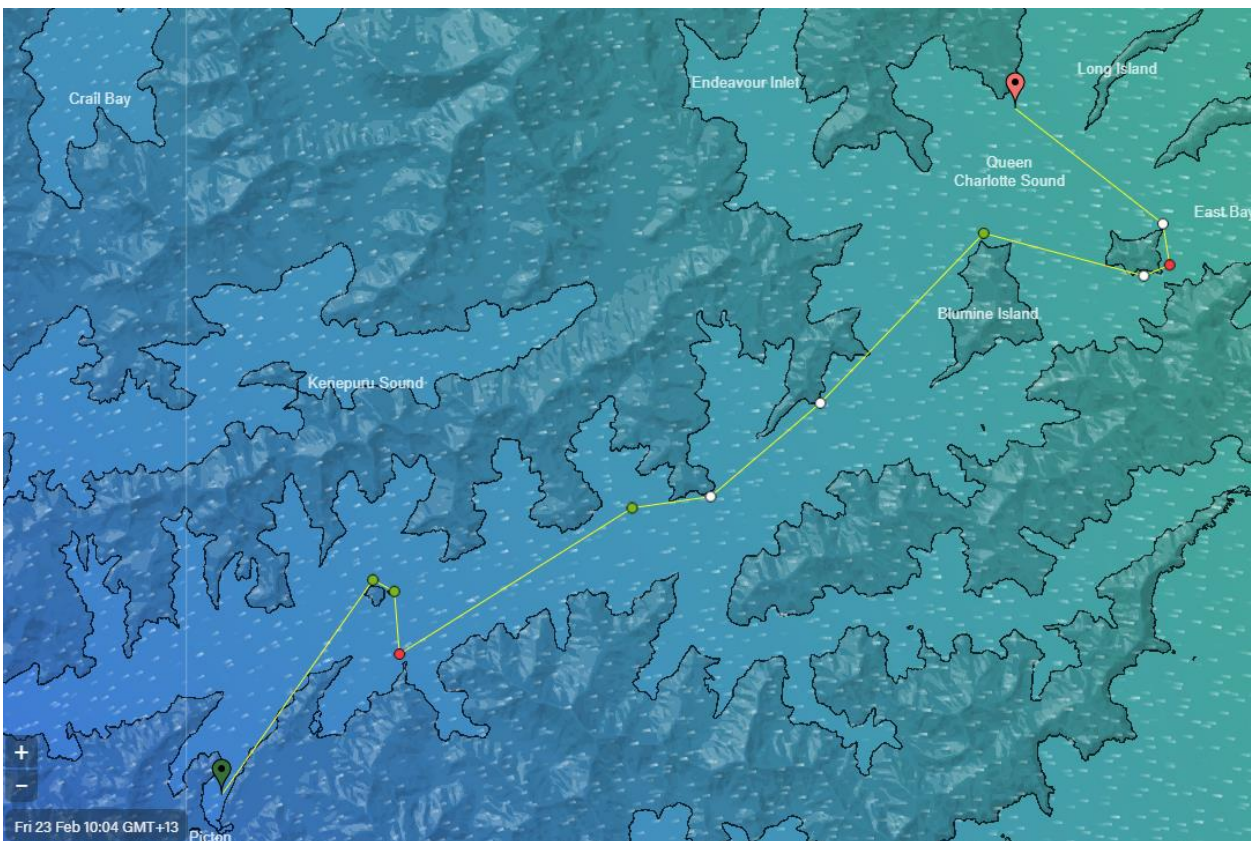 Crail Bay
Endeavour Inlet
Long Island
Queen
Charlotte Sound
East Bay
Blumine Island
Kenepuru Sound
+
−
Fri 23 Feb 10:04 GMT+13
Picton